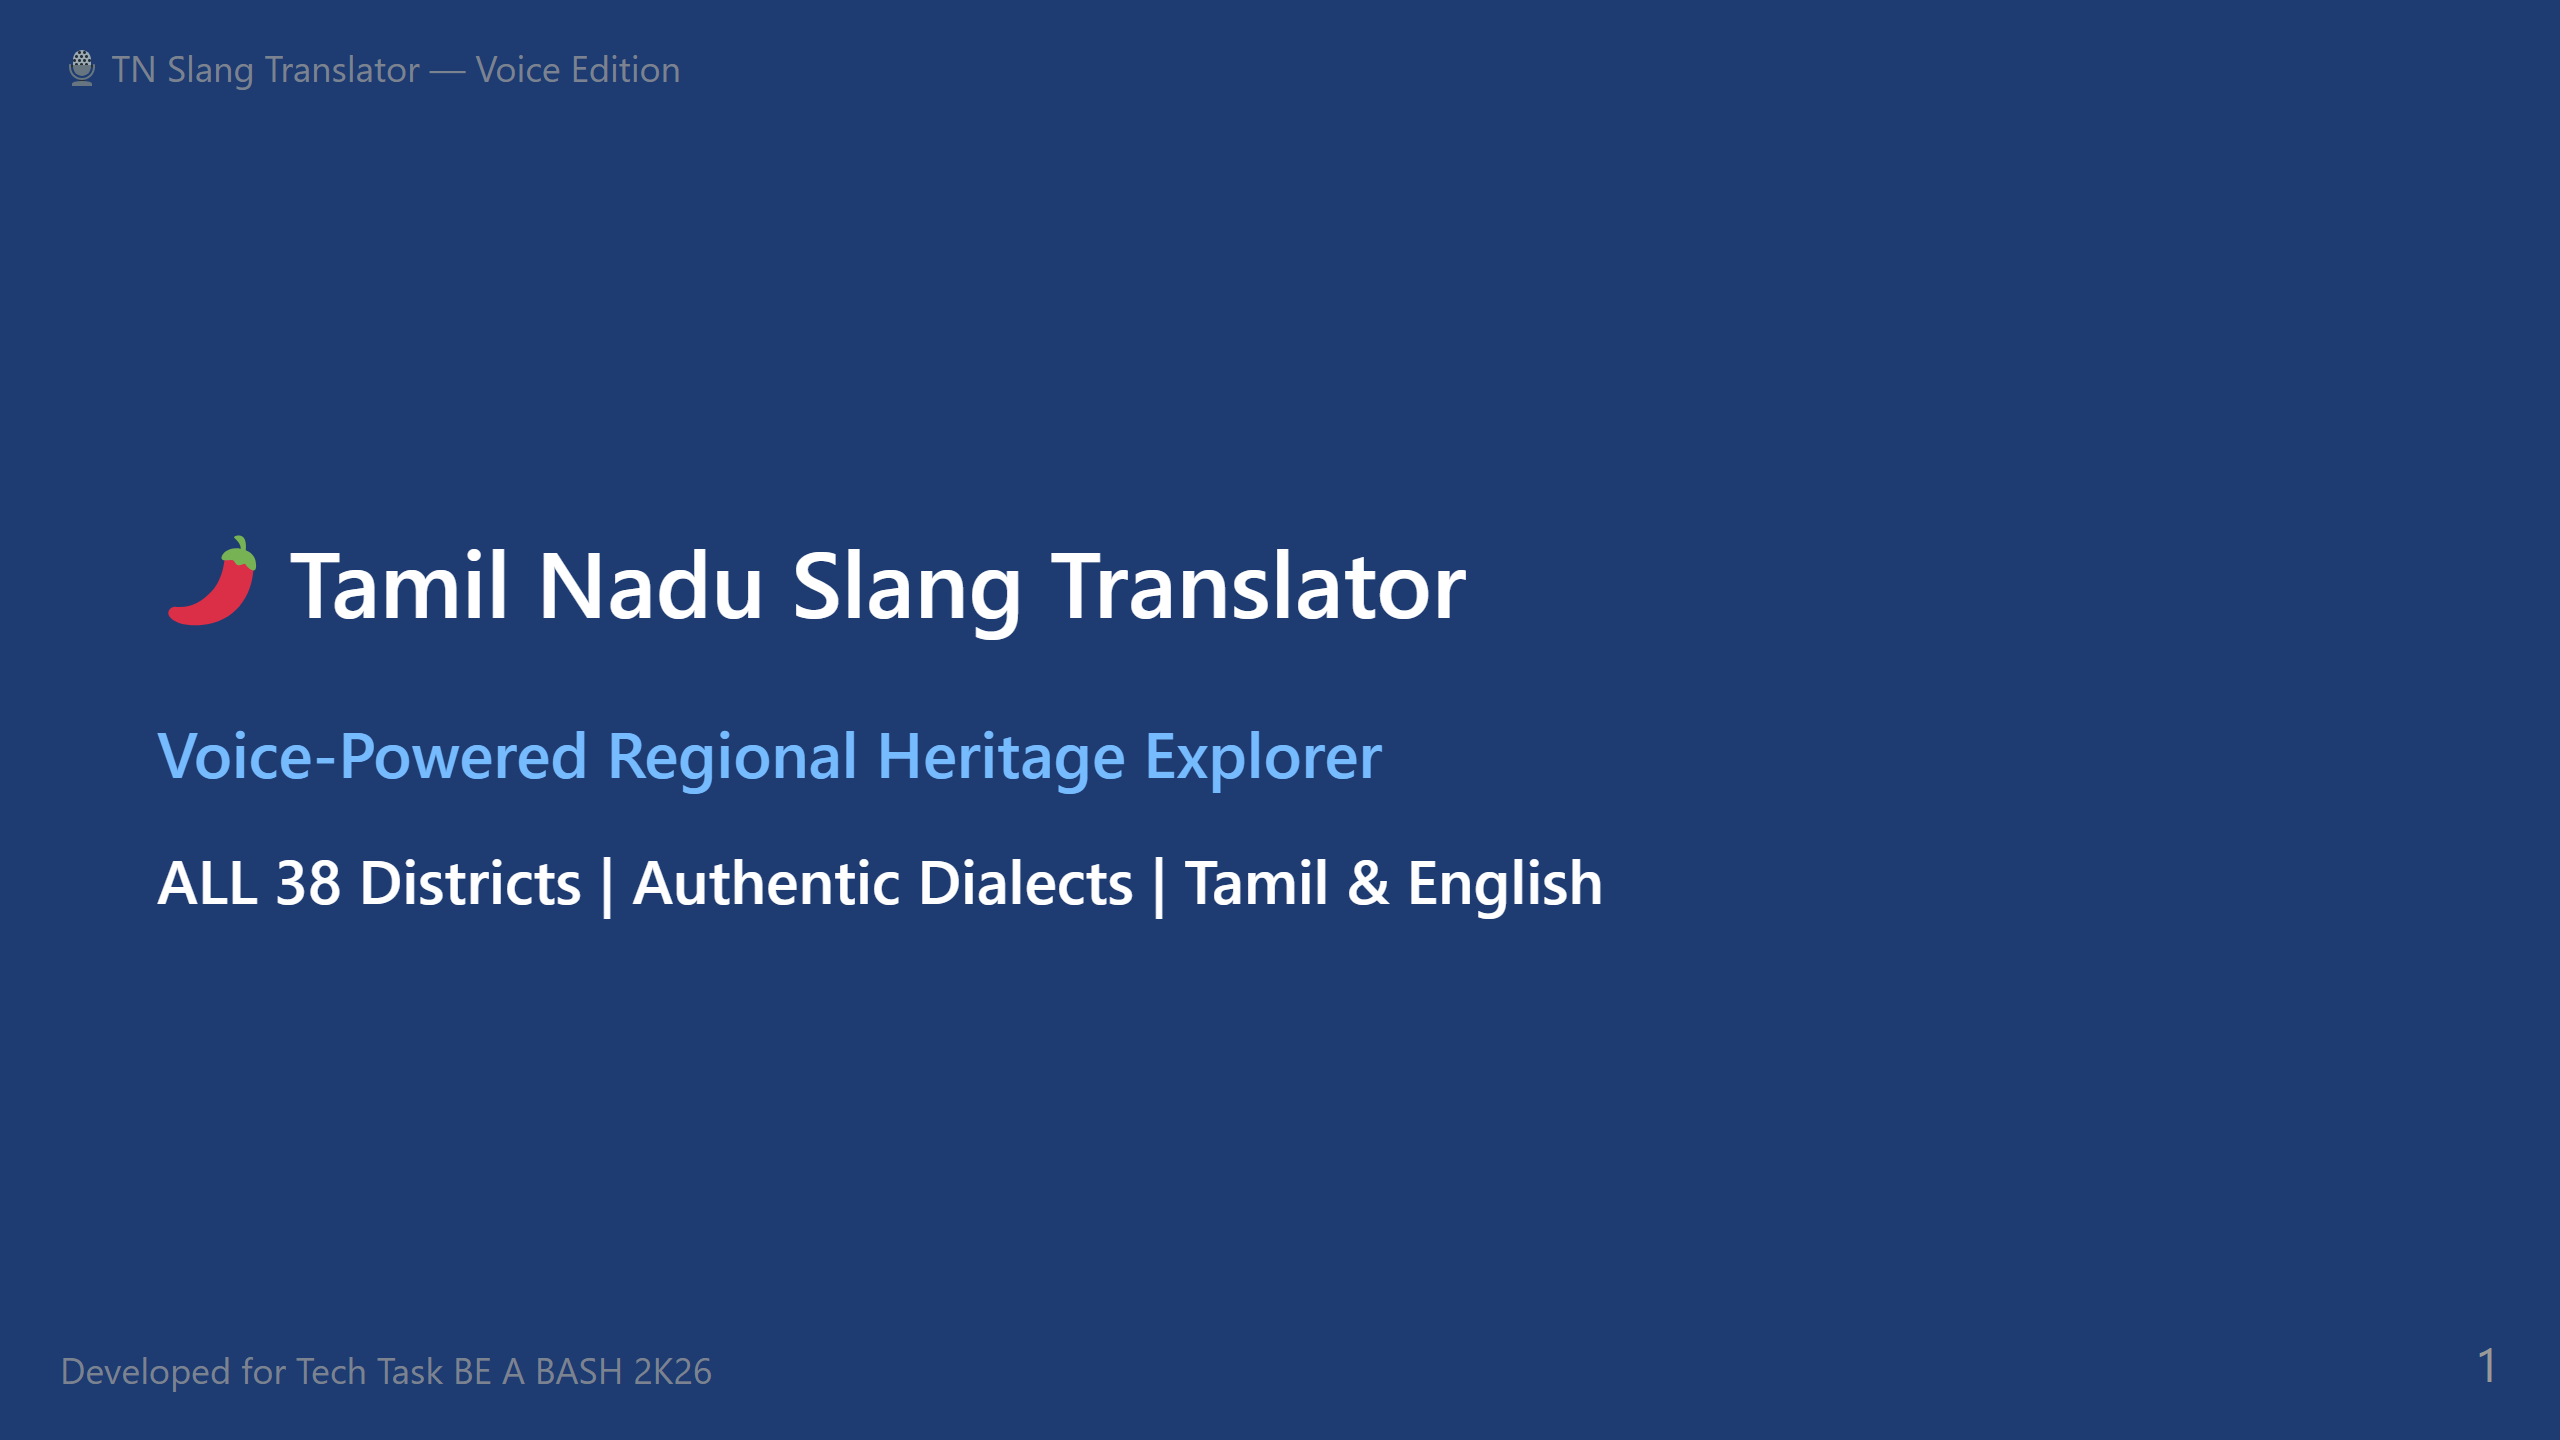 🎙 TN Slang Translator — Voice Edition
🌶 Tamil Nadu Slang Translator
Voice-Powered Regional Heritage Explorer
ALL 38 Districts | Authentic Dialects | Tamil & English
Developed for Tech Task BE A BASH 2K26
1